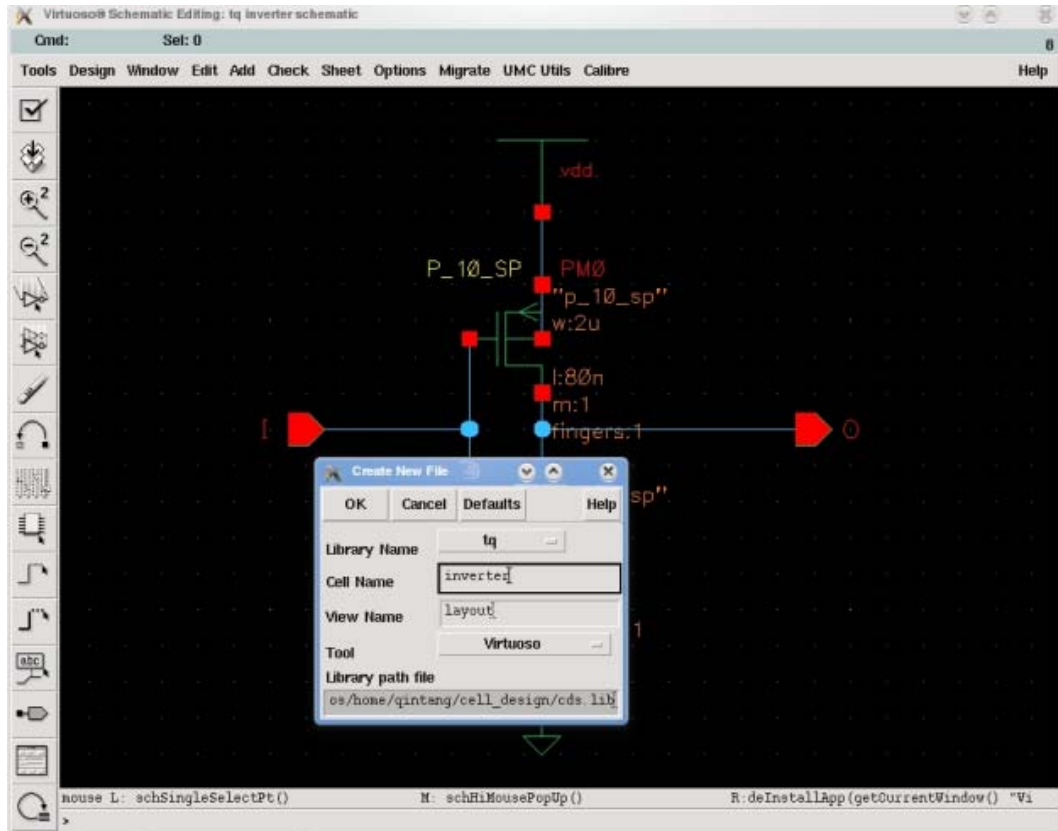 Virtuoso® Schematic Editing: tq inverter schematic
Cmd: Sel: 0 8
Tools Design Window Edit Add Check Sheet Options Migrate UMC Utils Calibre Help
vdd
P_10_SP PM0
"p_10_sp"
w:2u
l:80n
m:1
I O
fingers:1
Create New File
OK Cancel Defaults Help
sp"
Library Name tq
Cell Name inverter
View Name layout
1
Tool Virtuoso
Library path file
os/home/qintang/cell_design/cds.lib
abc
mouse L: schSingleSelectPt() M: schHiMousePopUp() R:deInstallApp(getCurrentWindow() "Vi
>